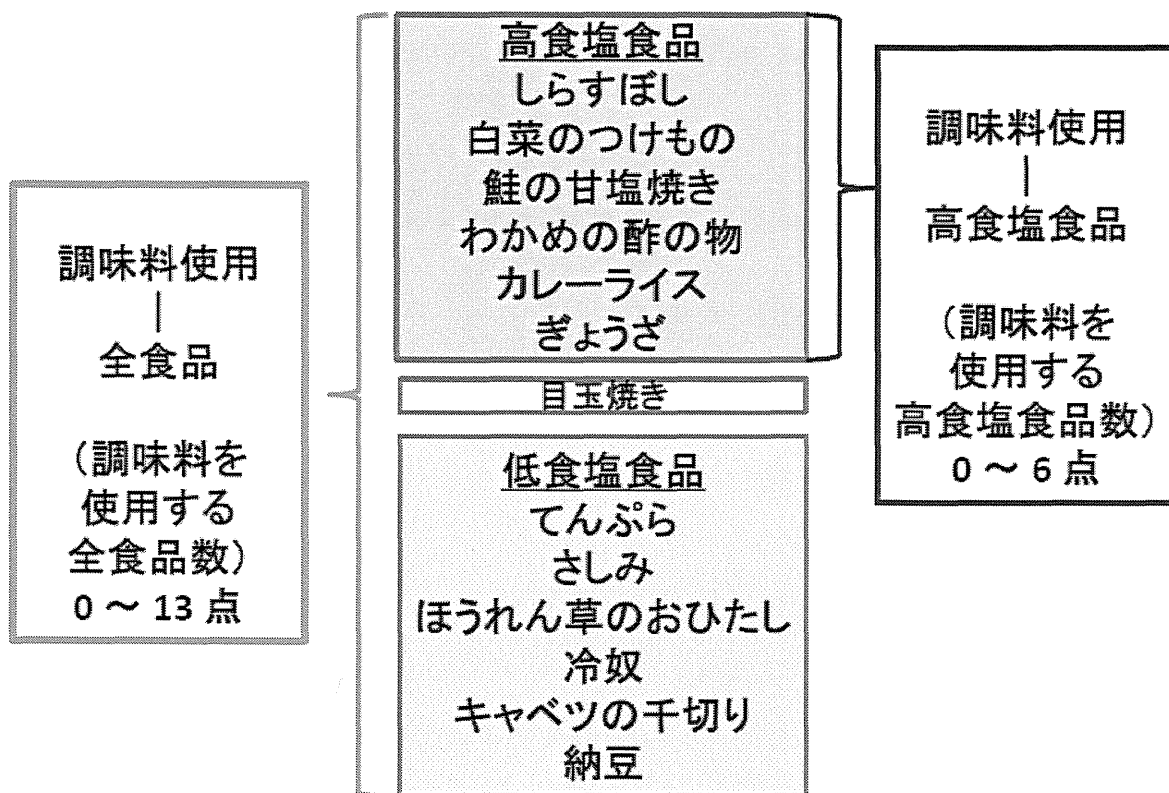 調味料使用
|
全食品
(調味料を
使用する
全食品数)
0 ～ 13 点
高食塩食品
しらすぼし
白菜のつけもの
鮭の甘塩焼き
わかめの酢の物
カレーライス
ぎょうざ
目玉焼き
低食塩食品
てんぷら
さしみ
ほうれん草のおひたし
冷奴
キャベツの千切り
納豆
調味料使用
|
高食塩食品
(調味料を
使用する
高食塩食品数)
0 ～ 6 点